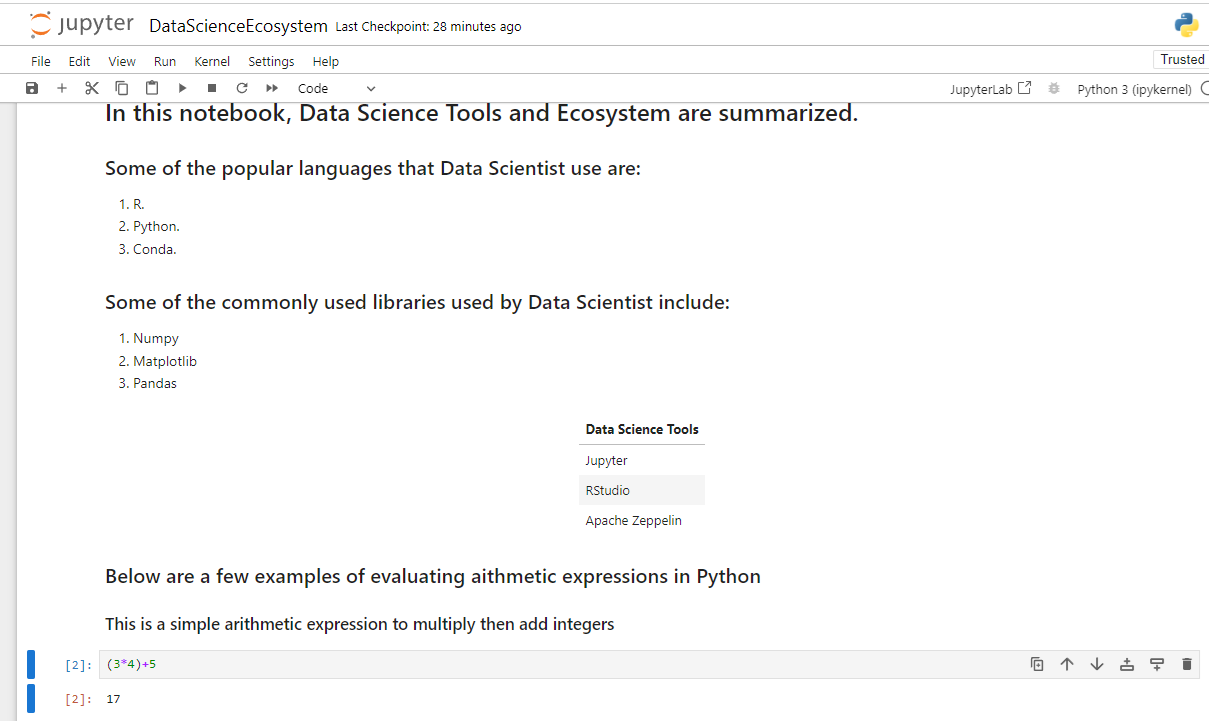 jupyter DataScienceEcosystem Last Checkpoint: 28 minutes ago
File Edit View Run Kernel Settings Help
Trusted
Code
JupyterLab Python 3 (ipykernel)
In this notebook, Data Science Tools and Ecosystem are summarized.
Some of the popular languages that Data Scientist use are:
1. R.
2. Python.
3. Conda.
Some of the commonly used libraries used by Data Scientist include:
1. Numpy
2. Matplotlib
3. Pandas
Data Science Tools
Jupyter
RStudio
Apache Zeppelin
Below are a few examples of evaluating aithmetic expressions in Python
This is a simple arithmetic expression to multiply then add integers
[2]: (3*4)+5
[2]: 17